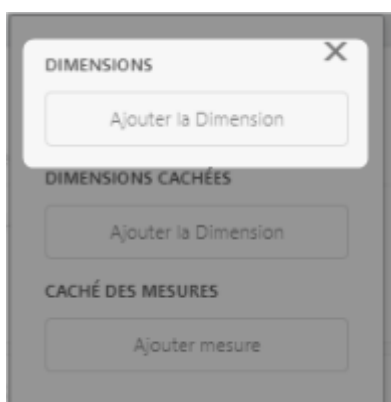 DIMENSIONS
Ajouter la Dimension
DIMENSIONS CACHÉES
Ajouter la Dimension
CACHÉ DES MESURES
Ajouter mesure